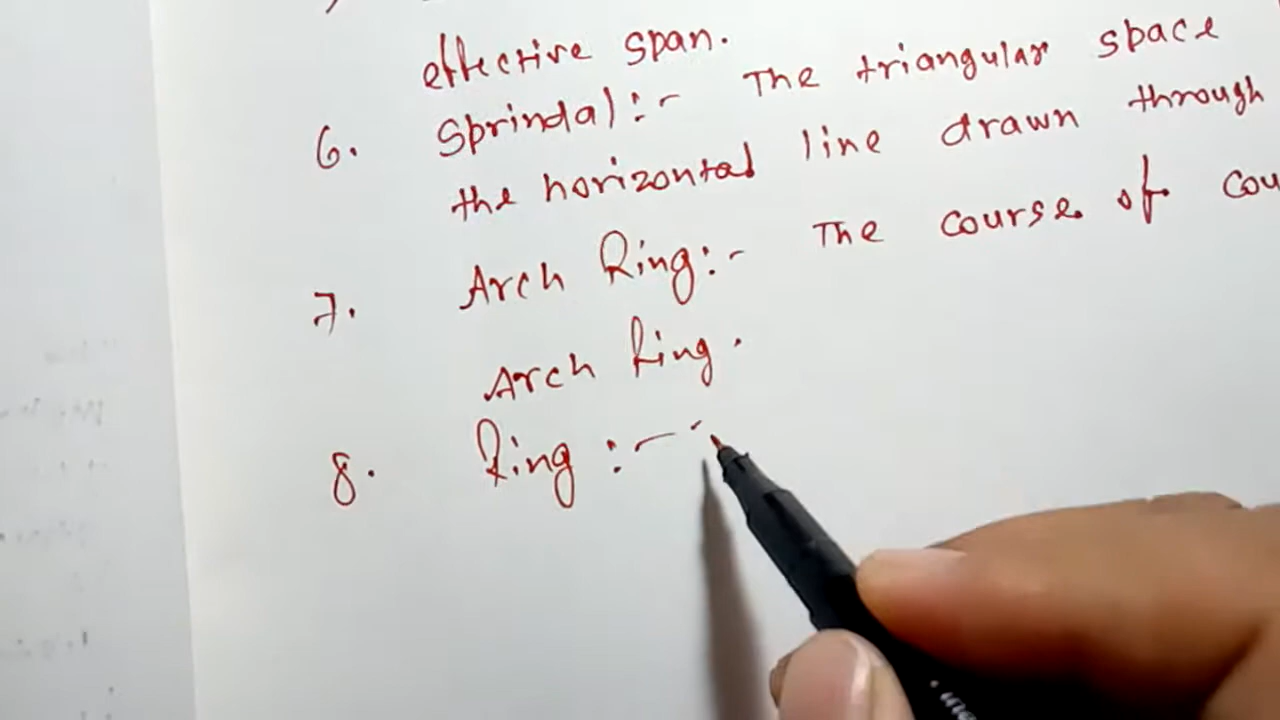 effective span.
6. Sprindal:- The triangular space
the horizontal line drawn through
7. Arch Ring:- The course of cou
Arch Ring.
8. Ring :-